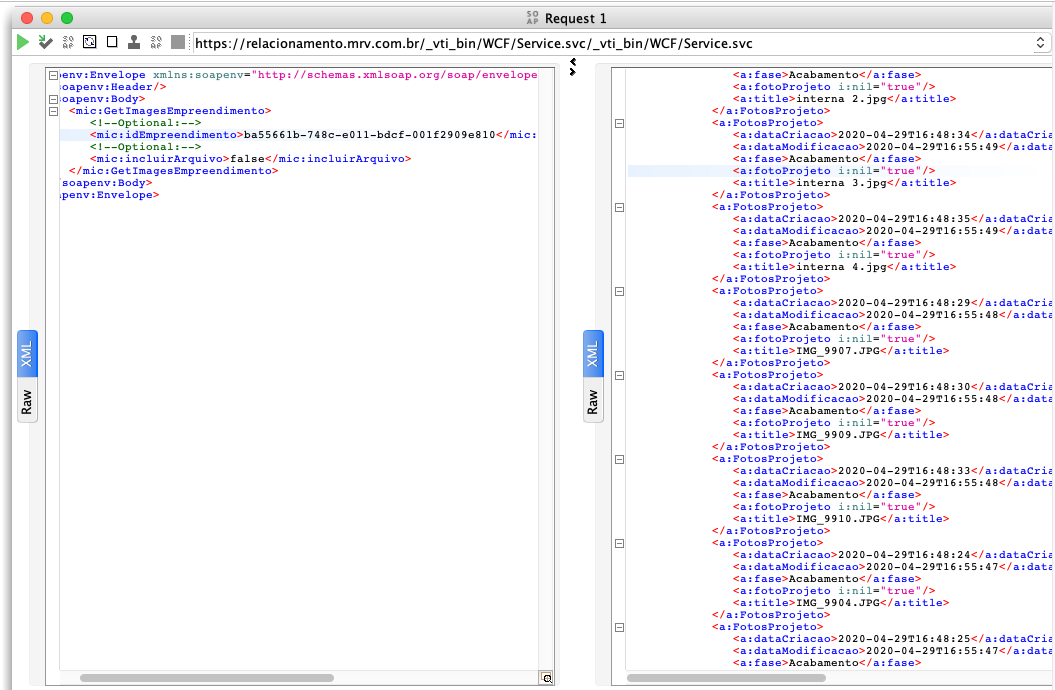 SOAP Request 1
https://relacionamento.mrv.com.br/_vti_bin/WCF/Service.svc/_vti_bin/WCF/Service.svc
penv:Envelope xmlns:soapenv="http://schemas.xmlsoap.org/soap/envelope
soapenv:Header/>
soapenv:Body>
<mic:GetImagesEmpreendimento>
<!--Optional:-->
<mic:idEmpreendimento>ba55661b-748c-e011-bdcf-001f2909e810</mic:
<!--Optional:-->
<mic:incluirArquivo>false</mic:incluirArquivo>
</mic:GetImagesEmpreendimento>
/soapenv:Body>
apenv:Envelope>
XML
Raw
<a:fase>Acabamento</a:fase>
<a:fotoProjeto i:nil="true"/>
<a:title>interna 2.jpg</a:title>
</a:FotosProjeto>
<a:FotosProjeto>
<a:dataCriacao>2020-04-29T16:48:34</a:dataCria
<a:dataModificacao>2020-04-29T16:55:49</a:data
<a:fase>Acabamento</a:fase>
<a:fotoProjeto i:nil="true"/>
<a:title>interna 3.jpg</a:title>
</a:FotosProjeto>
<a:FotosProjeto>
<a:dataCriacao>2020-04-29T16:48:35</a:dataCria
<a:dataModificacao>2020-04-29T16:55:49</a:data
<a:fase>Acabamento</a:fase>
<a:fotoProjeto i:nil="true"/>
<a:title>interna 4.jpg</a:title>
</a:FotosProjeto>
<a:FotosProjeto>
<a:dataCriacao>2020-04-29T16:48:29</a:dataCria
<a:dataModificacao>2020-04-29T16:55:48</a:data
<a:fase>Acabamento</a:fase>
<a:fotoProjeto i:nil="true"/>
<a:title>IMG_9907.JPG</a:title>
</a:FotosProjeto>
<a:FotosProjeto>
<a:dataCriacao>2020-04-29T16:48:30</a:dataCria
<a:dataModificacao>2020-04-29T16:55:48</a:data
<a:fase>Acabamento</a:fase>
<a:fotoProjeto i:nil="true"/>
<a:title>IMG_9909.JPG</a:title>
</a:FotosProjeto>
<a:FotosProjeto>
<a:dataCriacao>2020-04-29T16:48:33</a:dataCria
<a:dataModificacao>2020-04-29T16:55:48</a:data
<a:fase>Acabamento</a:fase>
<a:fotoProjeto i:nil="true"/>
<a:title>IMG_9910.JPG</a:title>
</a:FotosProjeto>
<a:FotosProjeto>
<a:dataCriacao>2020-04-29T16:48:24</a:dataCria
<a:dataModificacao>2020-04-29T16:55:47</a:data
<a:fase>Acabamento</a:fase>
<a:fotoProjeto i:nil="true"/>
<a:title>IMG_9904.JPG</a:title>
</a:FotosProjeto>
<a:FotosProjeto>
<a:dataCriacao>2020-04-29T16:48:25</a:dataCria
<a:dataModificacao>2020-04-29T16:55:47</a:data
<a:fase>Acabamento</a:fase>
XML
Raw